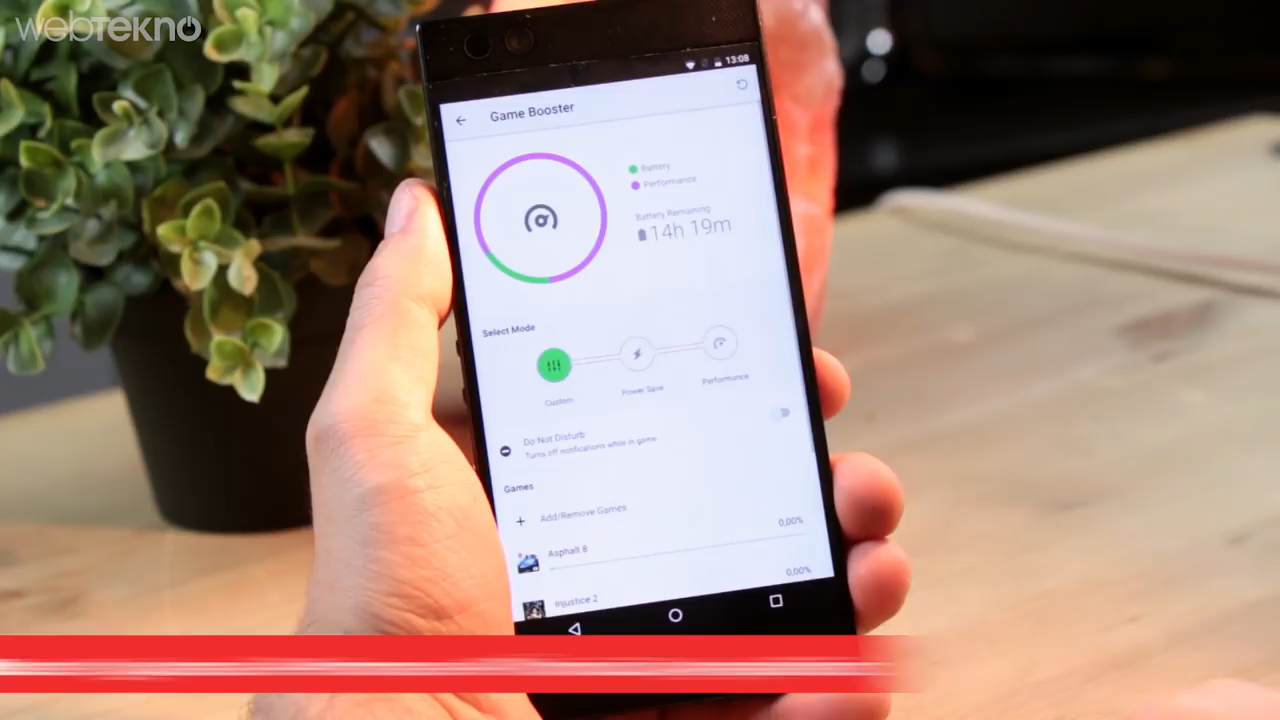 webTEKNO
13:08
Game Booster
Battery
Performance
Battery Remaining
14h 19m
Select Mode
Custom
Power Save
Performance
Do Not Disturb
Turns off notifications while in game
Games
Add/Remove Games
Asphalt 8
0,00%
Injustice 2
0,00%